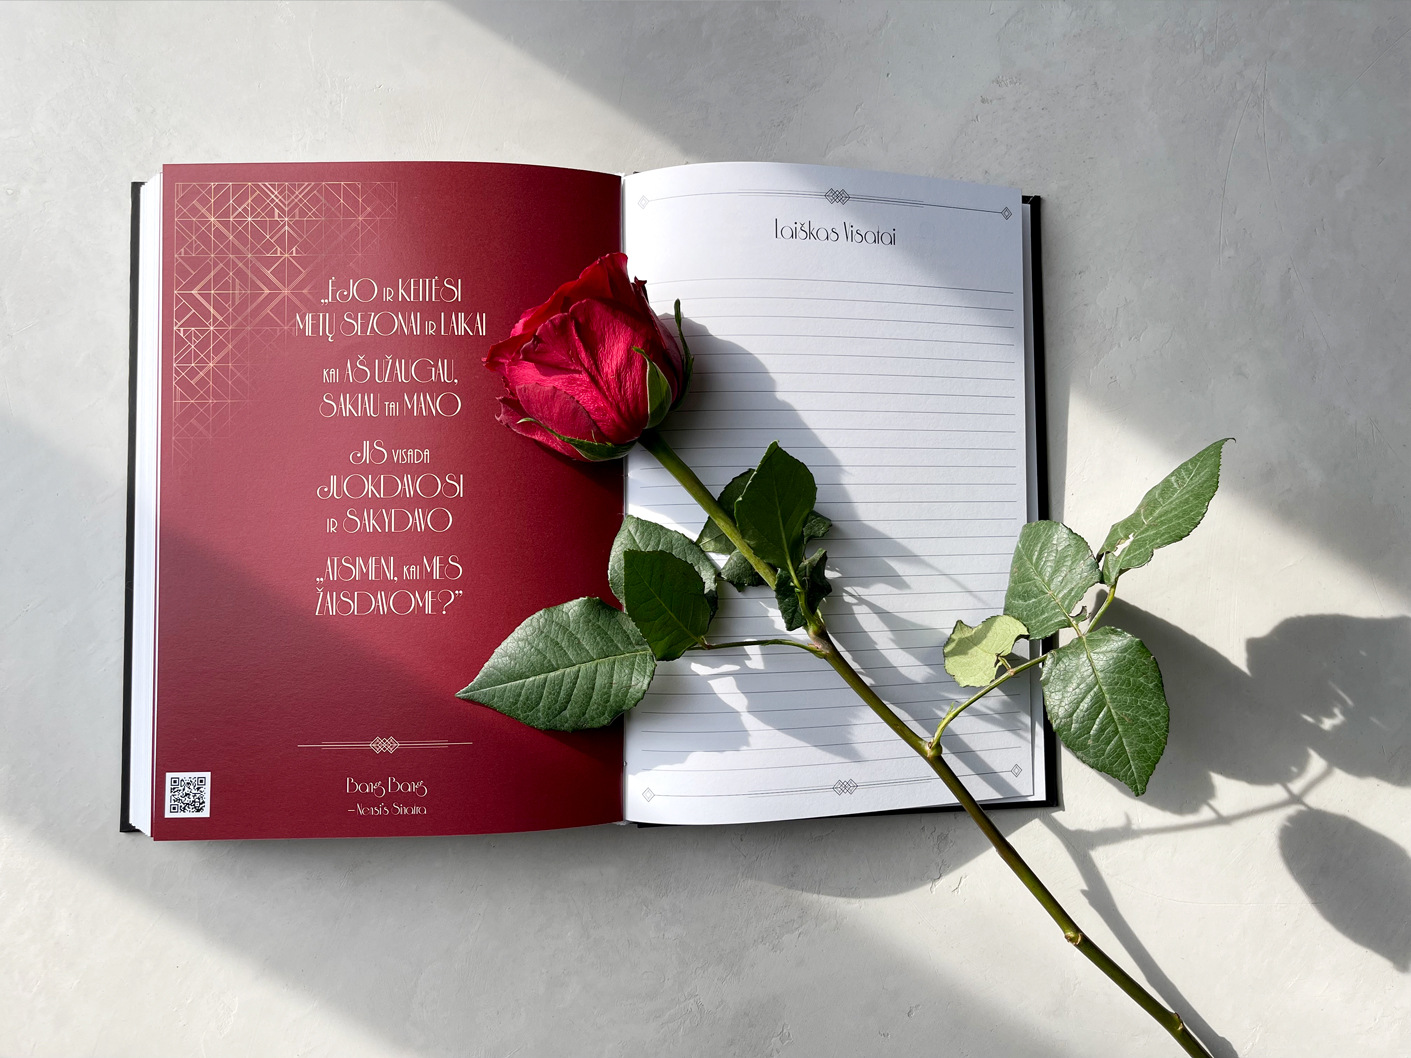 „ĖJO IR KEITĖSI
METŲ SEZONAI IR LAIKAI
KAI AŠ UŽAUGAU,
SAKIAU TAI MANO
JIS VISADA
JUOKDAVOSI
IR SAKYDAVO
„ATSIMENI, KAI MES
ŽAISDAVOME?”
Bang Bang
– Nensi's Sinatra
Laiškas Visatai